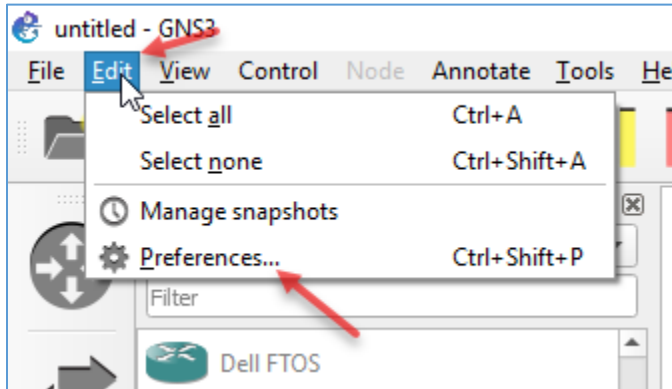 untitled - GNS3
File Edit View Control Node Annotate Tools He
Select all Ctrl+A
Select none Ctrl+Shift+A
Manage snapshots
Preferences... Ctrl+Shift+P
Filter
Dell FTOS